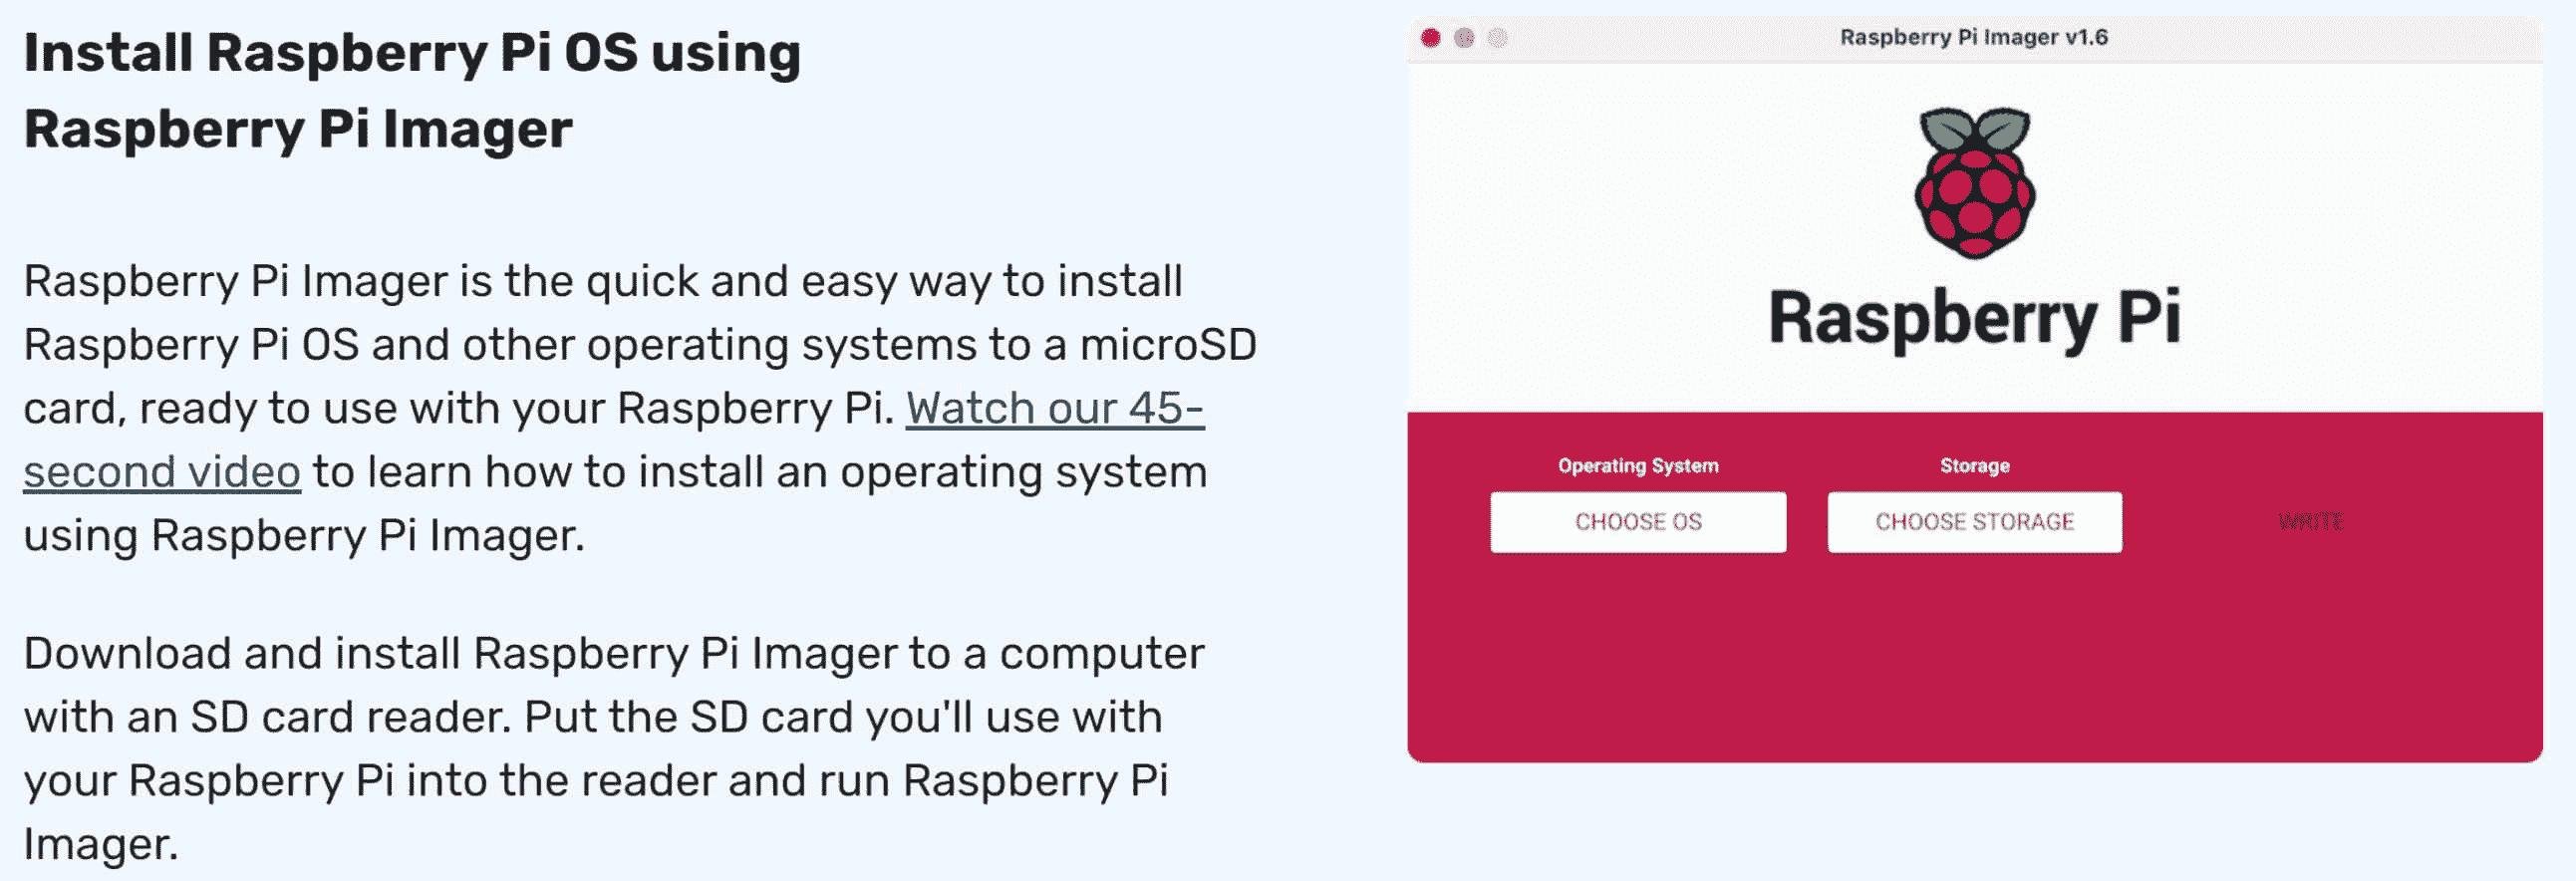 Install Raspberry Pi OS using
Raspberry Pi Imager
Raspberry Pi Imager is the quick and easy way to install
Raspberry Pi OS and other operating systems to a microSD
card, ready to use with your Raspberry Pi. Watch our 45-
second video to learn how to install an operating system
using Raspberry Pi Imager.
Download and install Raspberry Pi Imager to a computer
with an SD card reader. Put the SD card you'll use with
your Raspberry Pi into the reader and run Raspberry Pi
Imager.
Raspberry Pi Imager v1.6
Raspberry Pi
Operating System
Storage
CHOOSE OS
CHOOSE STORAGE
WRITE